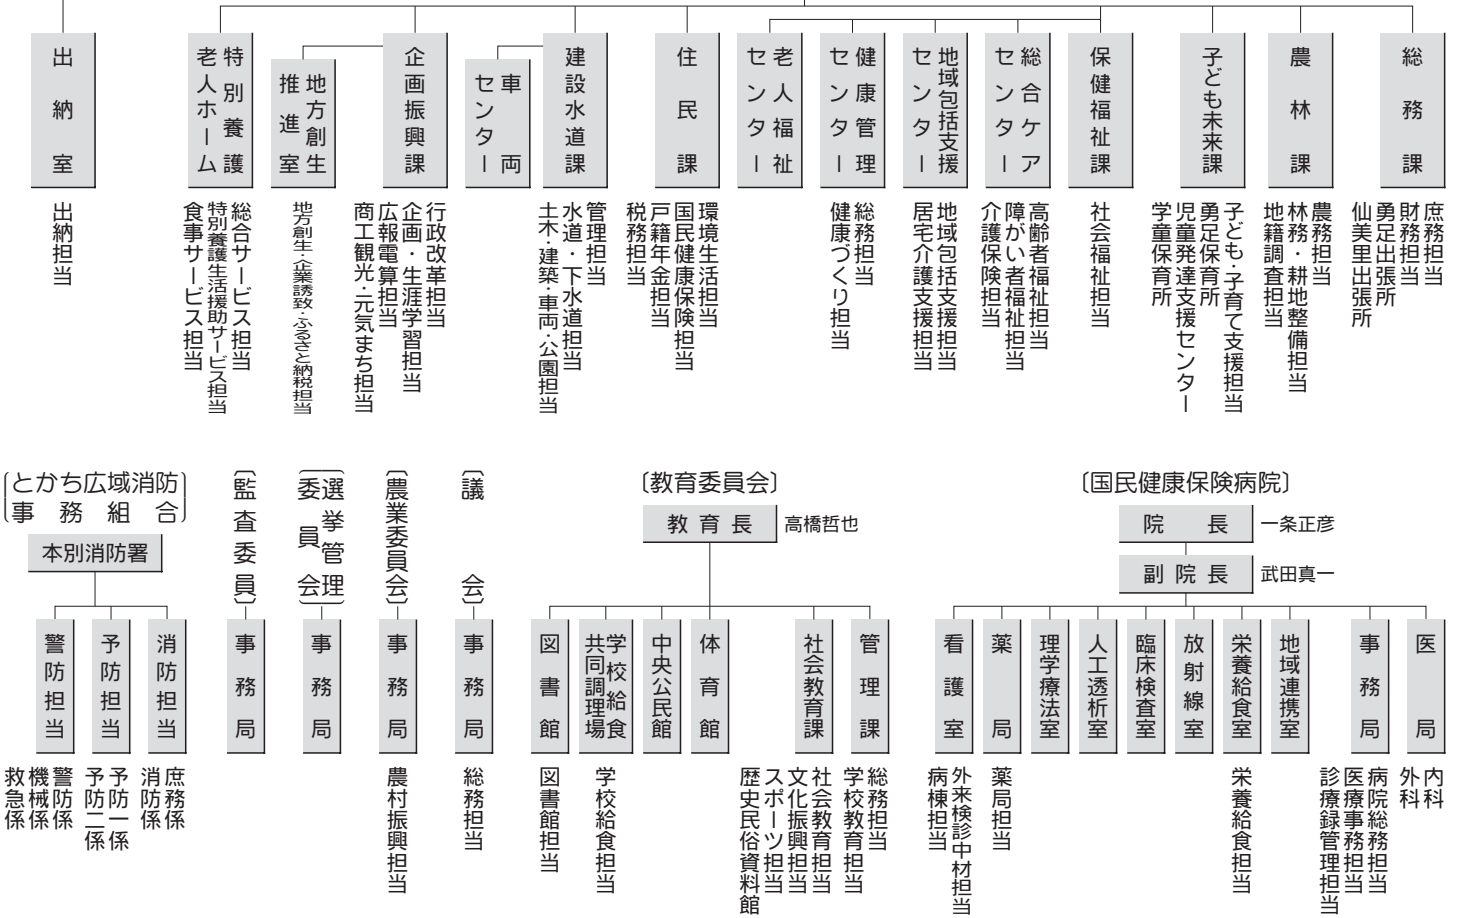 総務課
庶務担当
財務担当
勇足出張所
仙美里出張所
農林課
農務担当
林務・耕地整備担当
地籍調査担当
子ども未来課
子ども・子育て支援担当
勇足保育所
児童発達支援センター
学童保育所
保健福祉課
社会福祉担当
総合ケア
センター
高齢者福祉担当
障がい者福祉担当
介護保険担当
地域包括支援
センター
地域包括支援担当
居宅介護支援担当
健康管理
センター
総務担当
健康づくり担当
老人福祉
センター
住民課
環境生活担当
国民健康保険担当
戸籍年金担当
税務担当
建設水道課
管理担当
水道・下水道担当
土木・建築・車両・公園担当
車両
センター
企画振興課
行政改革担当
企画・生涯学習担当
広報電算担当
商工観光・元気まち担当
地方創生
推進室
地方創生・企業誘致・ふるさと納税担当
特別養護
老人ホーム
総合サービス担当
特別養護生活援助サービス担当
食事サービス担当
出納室
出納担当
〔国民健康保険病院〕
院長 一条正彦
副院長 武田真一
医局
内科
外科
事務局
病院総務担当
医療事務担当
診療録管理担当
地域連携室
栄養給食室
栄養給食担当
放射線室
臨床検査室
人工透析室
理学療法室
薬局
薬局担当
看護室
外来検診中材担当
病棟担当
〔教育委員会〕
教育長 高橋哲也
管理課
総務担当
学校教育担当
社会教育課
社会教育担当
文化振興担当
スポーツ担当
歴史民俗資料館
体育館
中央公民館
学校給食
共同調理場
学校給食担当
図書館
図書館担当
〔議会〕
事務局
総務担当
〔農業委員会〕
事務局
農村振興担当
〔選挙管理
委員会〕
事務局
〔監査委員〕
事務局
〔とかち広域消防
事務組合〕
本別消防署
消防担当
庶務係
消防係
予防担当
予防一係
予防二係
警防担当
警防係
機械係
救急係